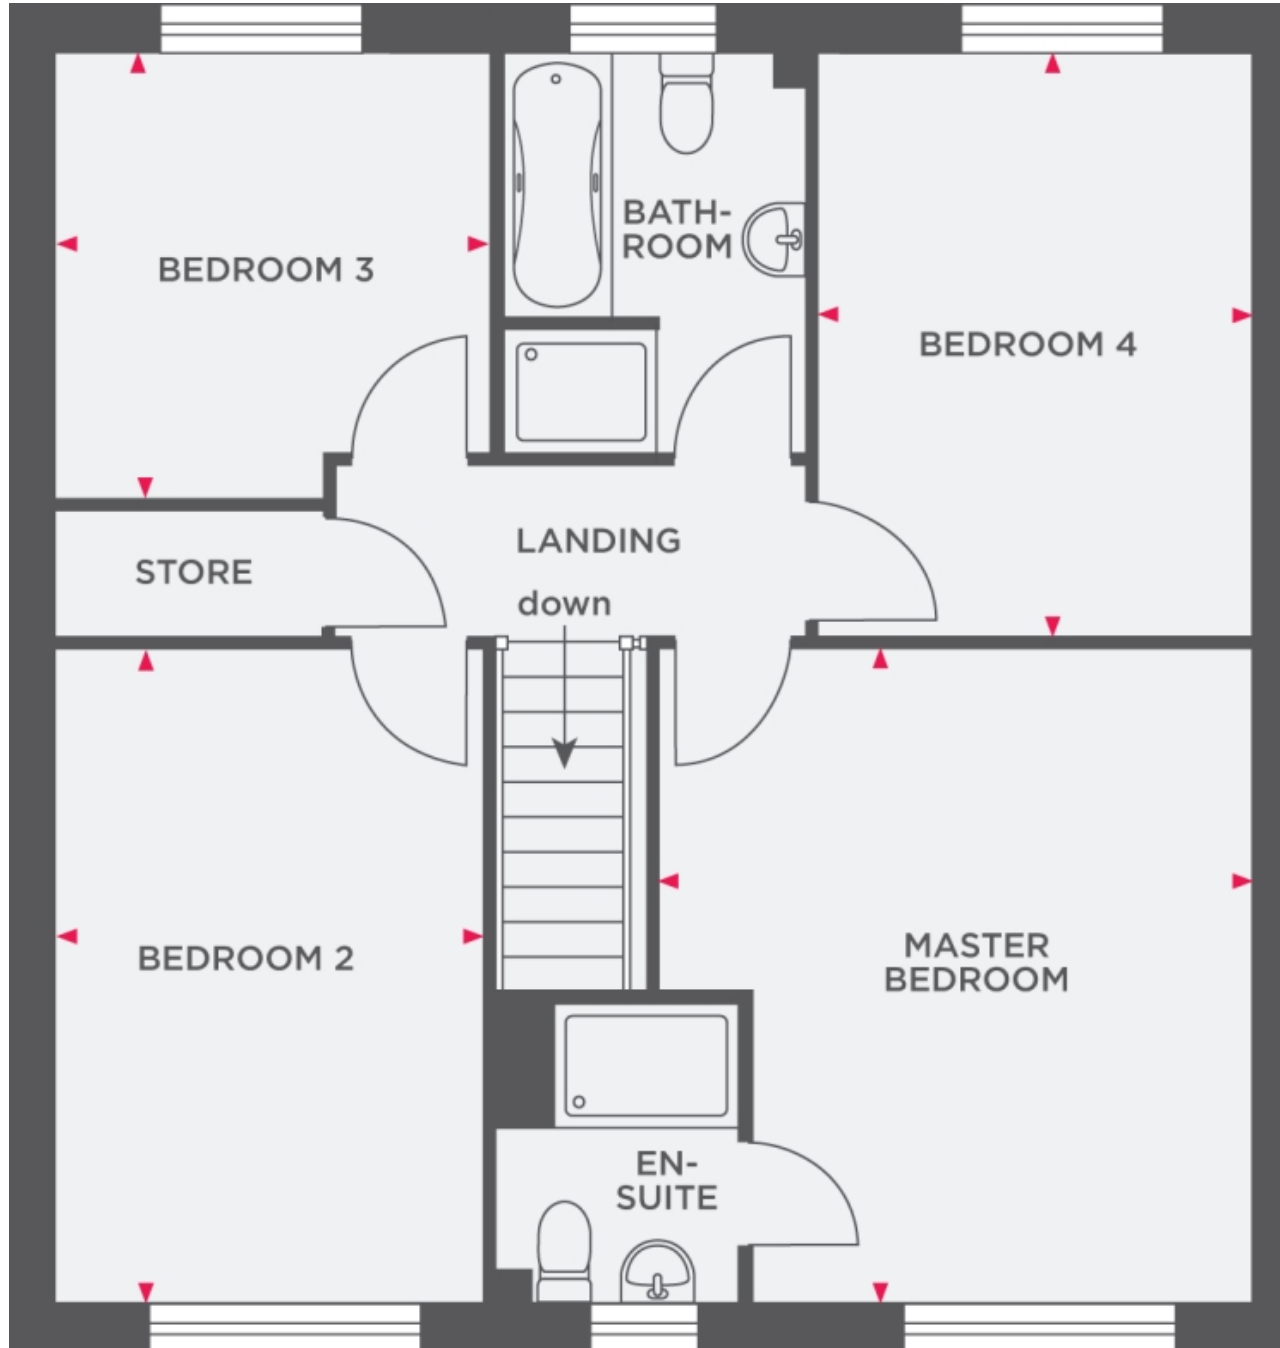 BATH-
ROOM
BEDROOM 3
BEDROOM 4
LANDING
STORE
down
MASTER
BEDROOM
BEDROOM 2
EN-
SUITE